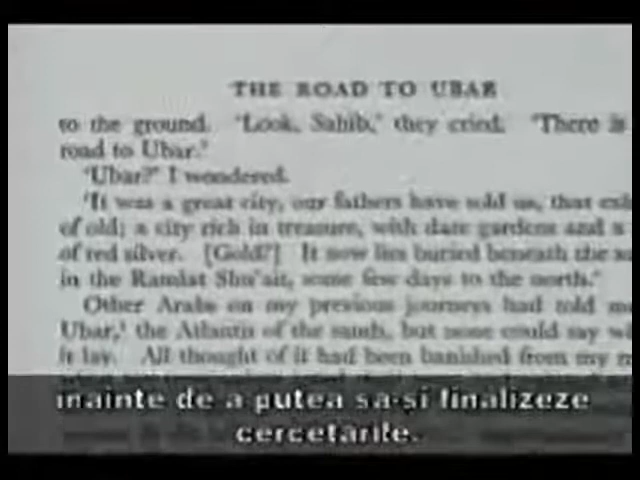 THE ROAD TO UBAR
to the ground. 'Look, Sahib,' they cried. 'There is
road to Ubar.'
'Ubar?' I wondered.
'It was a great city, our fathers have told us, that
of old; a city rich in treasure, with date gardens and a
of red silver. [Gold?] It now lies buried beneath the
in the Ramlat Shu'ait, some few days to the north.'
Other Arabs on my previous journeys had told
Ubar,¹ the Atlantis of the sands, but none could say
it lay. All thought of it had been banished from my
înainte de a putea sa-și finalizeze
cercetările.